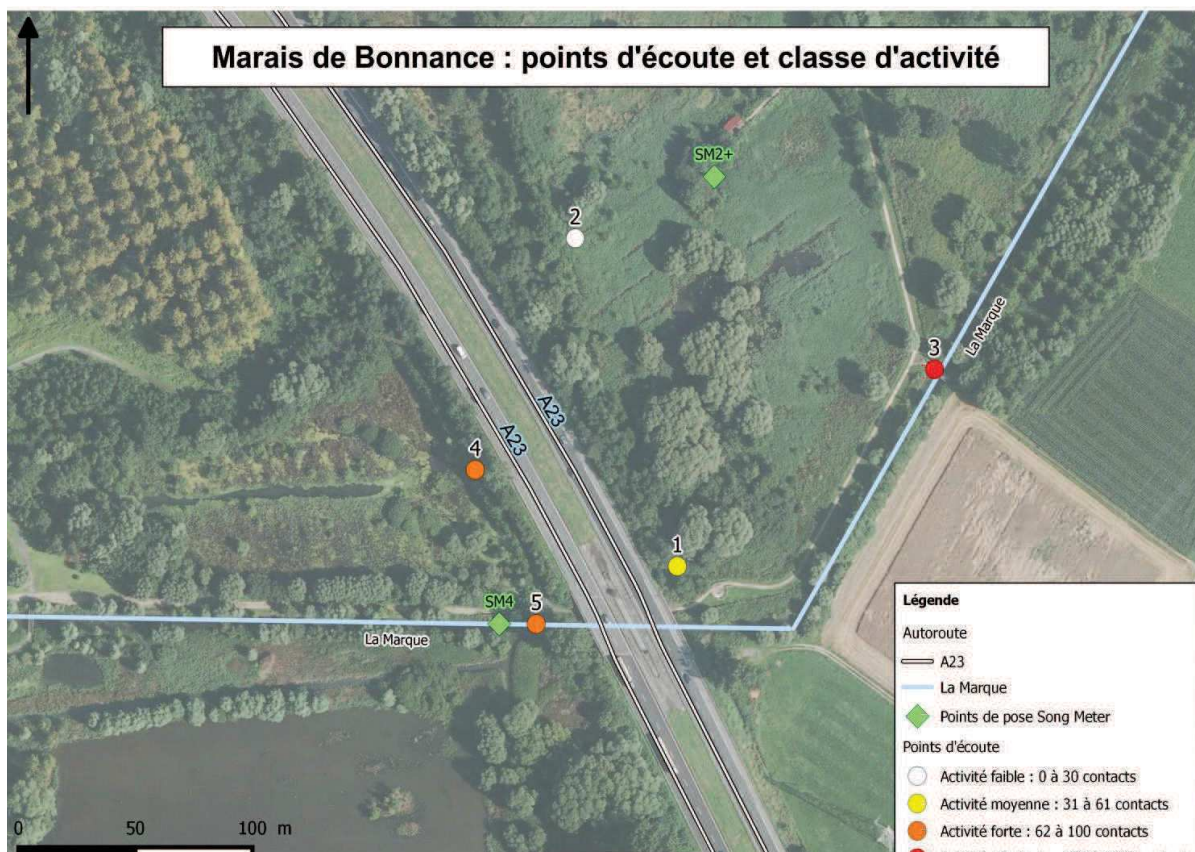 Marais de Bonnance : points d'écoute et classe d'activité
SM2+
2
La Marque
3
A23
A23
4
1
SM4
5
La Marque
Légende
Autoroute
A23
La Marque
Points de pose Song Meter
Points d'écoute
Activité faible : 0 à 30 contacts
Activité moyenne : 31 à 61 contacts
Activité forte : 62 à 100 contacts
0 50 100 m